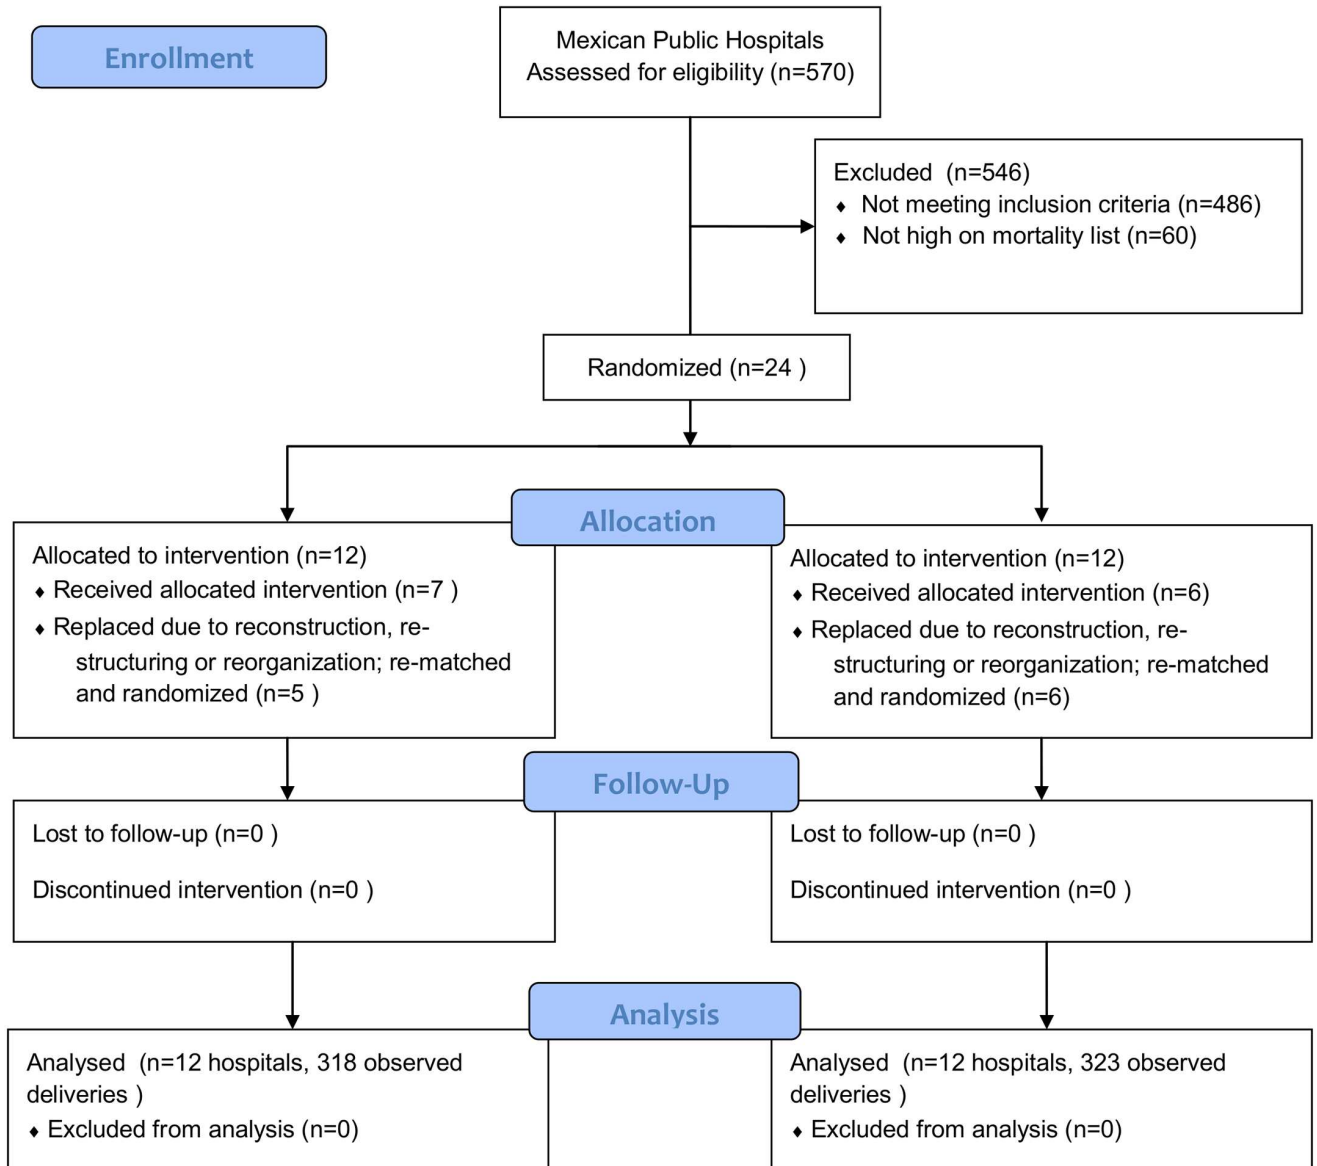 Enrollment
Mexican Public Hospitals
Assessed for eligibility (n=570)
Excluded  (n=546)
♦ Not meeting inclusion criteria (n=486)
♦ Not high on mortality list (n=60)
Randomized (n=24 )
Allocation
Allocated to intervention (n=12)
♦ Received allocated intervention (n=7 )
♦ Replaced due to reconstruction, re-
structuring or reorganization; re-matched
and randomized (n=5 )
Allocated to intervention (n=12)
♦ Received allocated intervention (n=6)
♦ Replaced due to reconstruction, re-
structuring or reorganization; re-matched
and randomized (n=6)
Follow-Up
Lost to follow-up (n=0 )
Discontinued intervention (n=0 )
Lost to follow-up (n=0 )
Discontinued intervention (n=0 )
Analysis
Analysed  (n=12 hospitals, 318 observed
deliveries )
♦ Excluded from analysis (n=0)
Analysed  (n=12 hospitals, 323 observed
deliveries )
♦ Excluded from analysis (n=0)